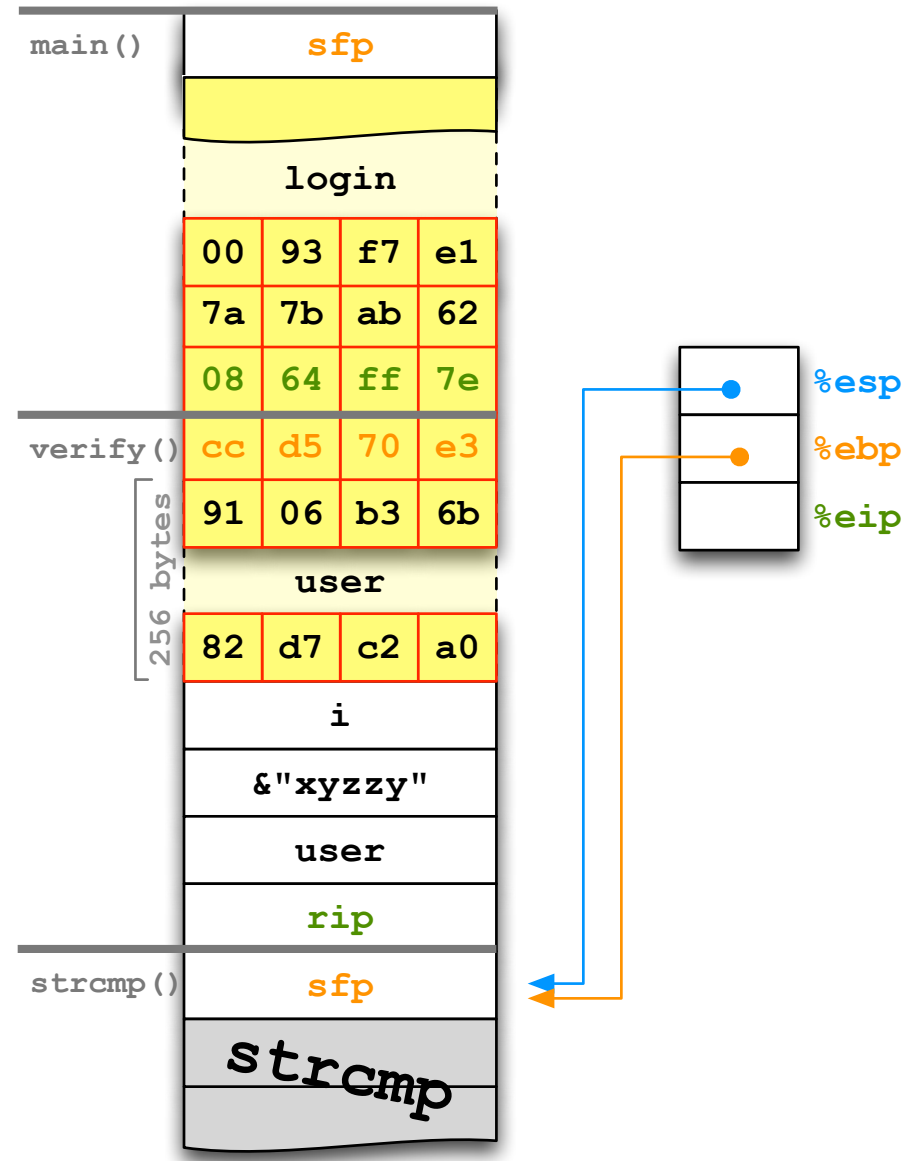 main() sfp
login
00 93 f7 e1
7a 7b ab 62
08 64 ff 7e
%esp
verify() cc d5 70 e3
%ebp
91 06 b3 6b
%eip
256 bytes
user
82 d7 c2 a0
i
&"xyzzy"
user
rip
strcmp() sfp
strcmp